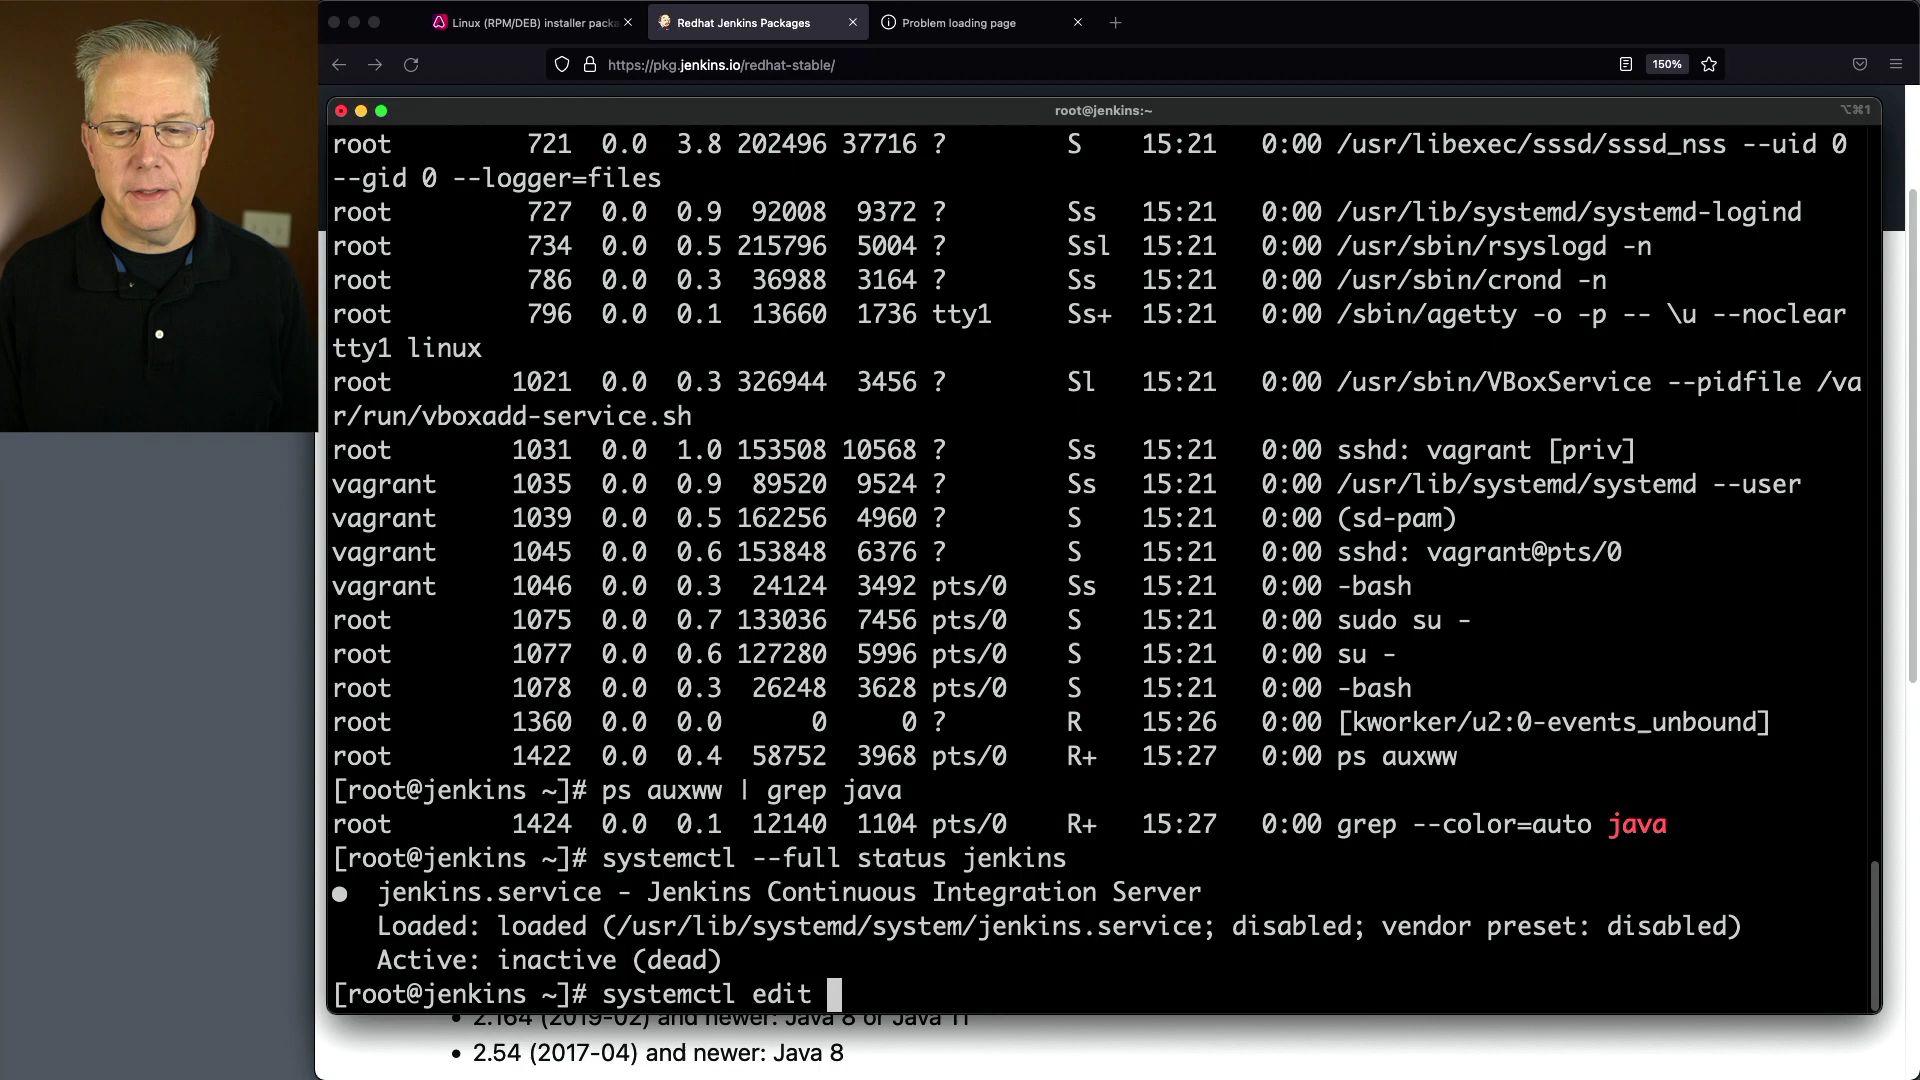 Linux (RPM/DEB) installer packa
Redhat Jenkins Packages
Problem loading page
https://pkg.jenkins.io/redhat-stable/
150%
root@jenkins:~
⌥⌘1
root 721 0.0 3.8 202496 37716 ? S 15:21 0:00 /usr/libexec/sssd/sssd_nss --uid 0
--gid 0 --logger=files
root 727 0.0 0.9 92008 9372 ? Ss 15:21 0:00 /usr/lib/systemd/systemd-logind
root 734 0.0 0.5 215796 5004 ? Ssl 15:21 0:00 /usr/sbin/rsyslogd -n
root 786 0.0 0.3 36988 3164 ? Ss 15:21 0:00 /usr/sbin/crond -n
root 796 0.0 0.1 13660 1736 tty1 Ss+ 15:21 0:00 /sbin/agetty -o -p -- \u --noclear
tty1 linux
root 1021 0.0 0.3 326944 3456 ? Sl 15:21 0:00 /usr/sbin/VBoxService --pidfile /va
r/run/vboxadd-service.sh
root 1031 0.0 1.0 153508 10568 ? Ss 15:21 0:00 sshd: vagrant [priv]
vagrant 1035 0.0 0.9 89520 9524 ? Ss 15:21 0:00 /usr/lib/systemd/systemd --user
vagrant 1039 0.0 0.5 162256 4960 ? S 15:21 0:00 (sd-pam)
vagrant 1045 0.0 0.6 153848 6376 ? S 15:21 0:00 sshd: vagrant@pts/0
vagrant 1046 0.0 0.3 24124 3492 pts/0 Ss 15:21 0:00 -bash
root 1075 0.0 0.7 133036 7456 pts/0 S 15:21 0:00 sudo su -
root 1077 0.0 0.6 127280 5996 pts/0 S 15:21 0:00 su -
root 1078 0.0 0.3 26248 3628 pts/0 S 15:21 0:00 -bash
root 1360 0.0 0.0 0 0 ? R 15:26 0:00 [kworker/u2:0-events_unbound]
root 1422 0.0 0.4 58752 3968 pts/0 R+ 15:27 0:00 ps auxww
[root@jenkins ~]# ps auxww | grep java
root 1424 0.0 0.1 12140 1104 pts/0 R+ 15:27 0:00 grep --color=auto java
[root@jenkins ~]# systemctl --full status jenkins
● jenkins.service - Jenkins Continuous Integration Server
Loaded: loaded (/usr/lib/systemd/system/jenkins.service; disabled; vendor preset: disabled)
Active: inactive (dead)
[root@jenkins ~]# systemctl edit
• 2.164 (2019-02) and newer: Java 8 or Java 11
• 2.54 (2017-04) and newer: Java 8